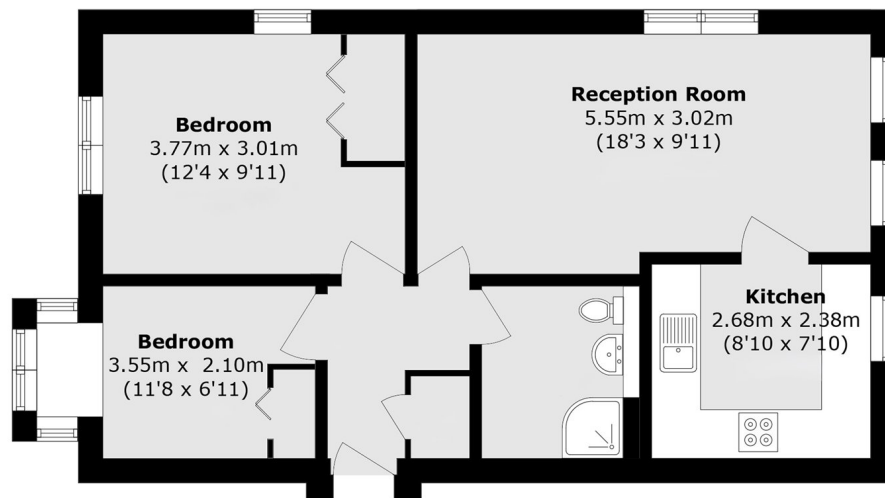 Bedroom
3.77m x 3.01m
(12'4 x 9'11)
Reception Room
5.55m x 3.02m
(18'3 x 9'11)
Bedroom
3.55m x 2.10m
(11'8 x 6'11)
Kitchen
2.68m x 2.38m
(8'10 x 7'10)